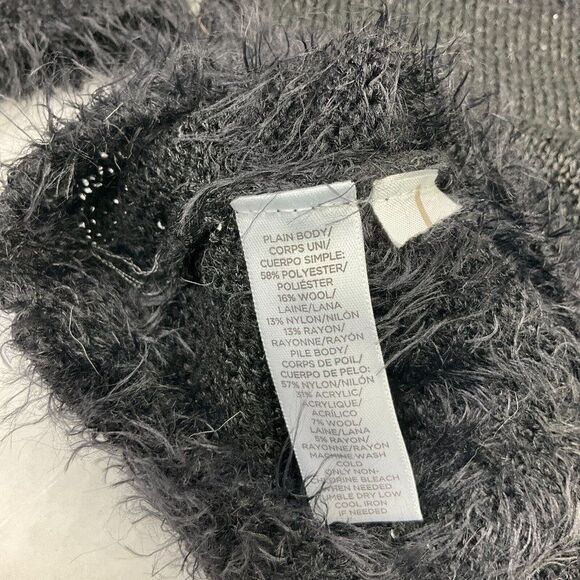 PLAIN BODY/
CORPS UNI/
CUERPO SIMPLE:
58% POLYESTER/
POLIÉSTER
16% WOOL/
LAINE/LANA
13% NYLON/NILÓN
13% RAYON/
RAYONNE/RAYÓN
PILE BODY/
CORPS DE POIL/
CUERPO DE PELO:
57% NYLON/NILÓN
31% ACRYLIC/
ACRYLIQUE/
ACRÍLICO
7% WOOL/
LAINE/LANA
5% RAYON/
RAYONNE/RAYÓN
MACHINE WASH
COLD
ONLY NON-
CHLORINE BLEACH
WHEN NEEDED
TUMBLE DRY LOW
COOL IRON
IF NEEDED